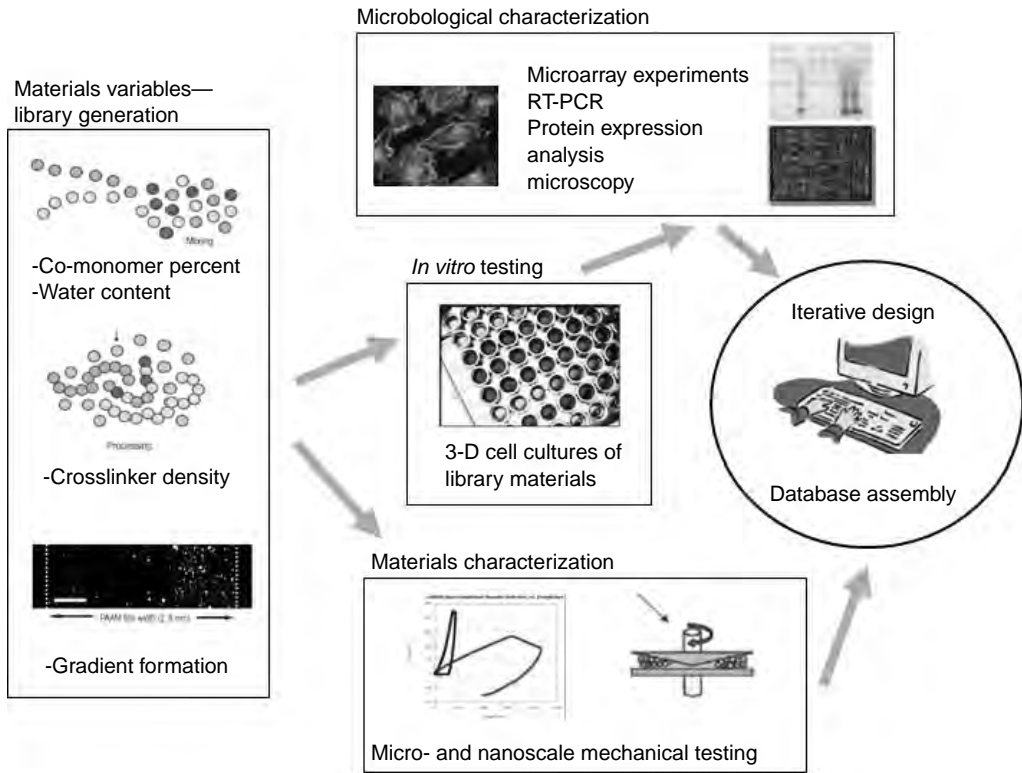 Microbological characterization
Microarray experiments
RT-PCR
Protein expression
analysis
microscopy
Materials variables—
library generation
Mixing
-Co-monomer percent
-Water content
Processing
-Crosslinker density
-Gradient formation
In vitro testing
3-D cell cultures of
library materials
Materials characterization
Micro- and nanoscale mechanical testing
Iterative design
Database assembly